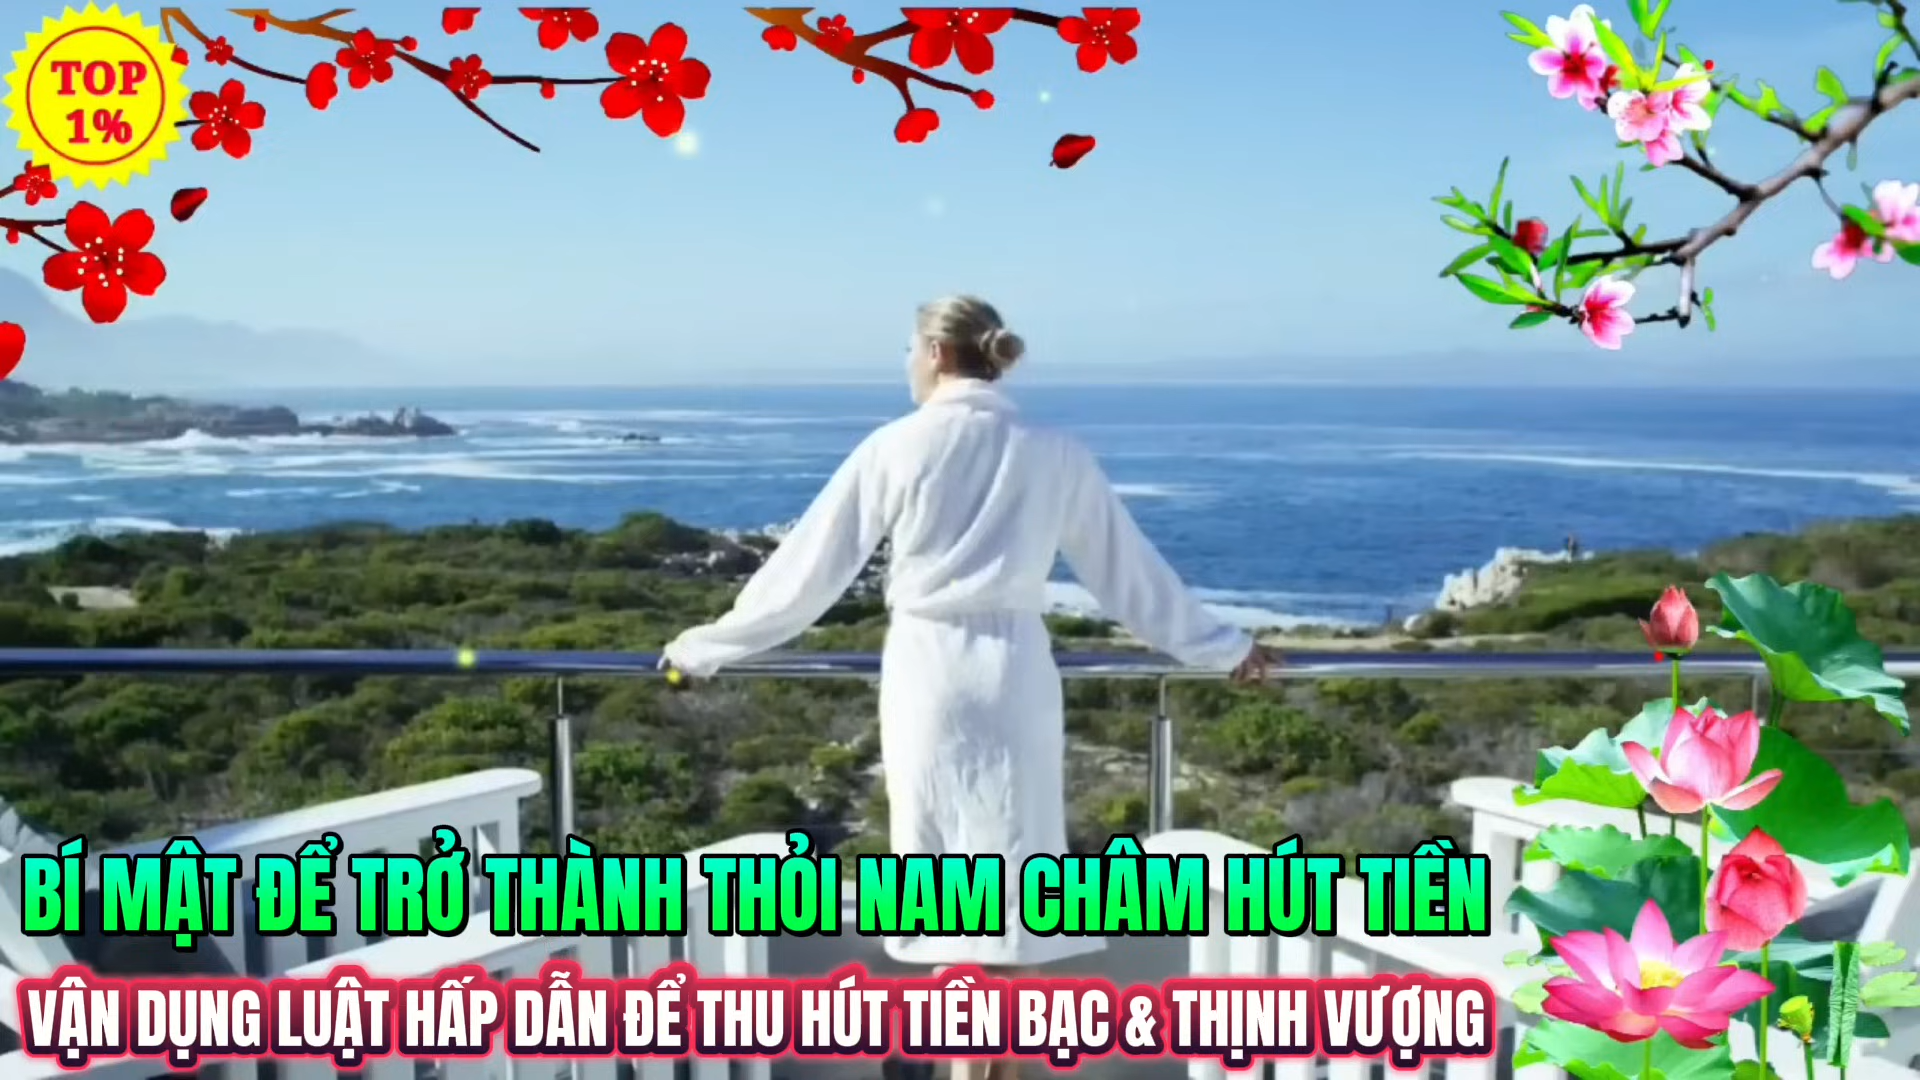 TOP
1%
BÍ MẬT ĐỂ TRỞ THÀNH THỎI NAM CHÂM HÚT TIỀN
VẬN DỤNG LUẬT HẤP DẪN ĐỂ THU HÚT TIỀN BẠC & THỊNH VƯỢNG